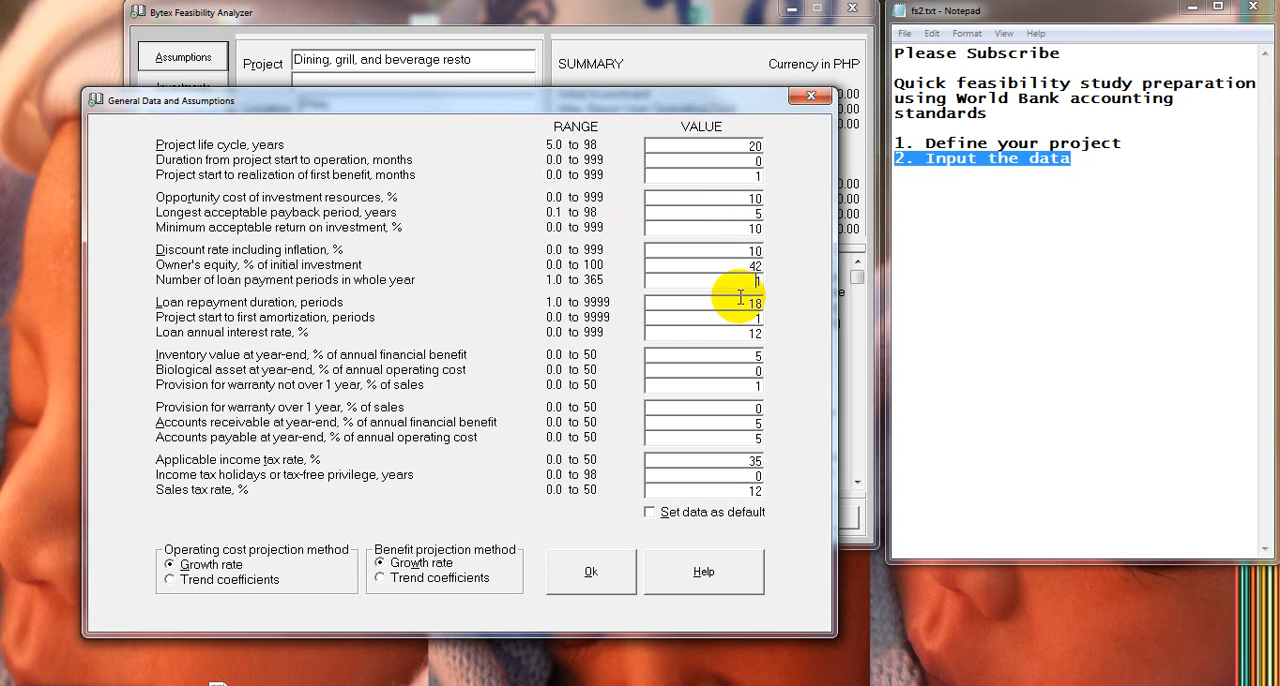 Bytex Feasibility Analyzer
Assumptions
Project Dining, grill, and beverage resto
SUMMARY Currency in PHP
General Data and Assumptions
RANGE VALUE
Project life cycle, years 5.0 to 98 20
Duration from project start to operation, months 0.0 to 999 0
Project start to realization of first benefit, months 0.0 to 999 1
Opportunity cost of investment resources, % 0.0 to 999 10
Longest acceptable payback period, years 0.1 to 98 5
Minimum acceptable return on investment, % 0.0 to 999 10
Discount rate including inflation, % 0.0 to 999 10
Owner's equity, % of initial investment 0.0 to 100 42
Number of loan payment periods in whole year 1.0 to 365 1
Loan repayment duration, periods 1.0 to 9999 18
Project start to first amortization, periods 0.0 to 9999 1
Loan annual interest rate, % 0.0 to 999 12
Inventory value at year-end, % of annual financial benefit 0.0 to 50 5
Biological asset at year-end, % of annual operating cost 0.0 to 50 0
Provision for warranty not over 1 year, % of sales 0.0 to 50 1
Provision for warranty over 1 year, % of sales 0.0 to 50 0
Accounts receivable at year-end, % of annual financial benefit 0.0 to 50 5
Accounts payable at year-end, % of annual operating cost 0.0 to 50 5
Applicable income tax rate, % 0.0 to 50 35
Income tax holidays or tax-free privilege, years 0.0 to 98 0
Sales tax rate, % 0.0 to 50 12
Set data as default
Operating cost projection method
Growth rate
Trend coefficients
Benefit projection method
Growth rate
Trend coefficients
Ok
Help
fs2.txt - Notepad
File Edit Format View Help
Please Subscribe
Quick feasibility study preparation
using World Bank accounting
standards
1. Define your project
2. Input the data